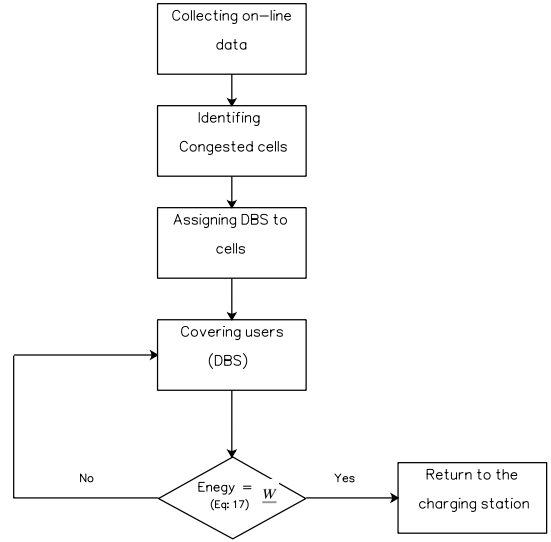 Collecting on-line
data
Identifing
Congested cells
Assigning DBS to
cells
Covering users
(DBS)
No
Enegy = W
(Eq: 17)
Yes
Return to the
charging station